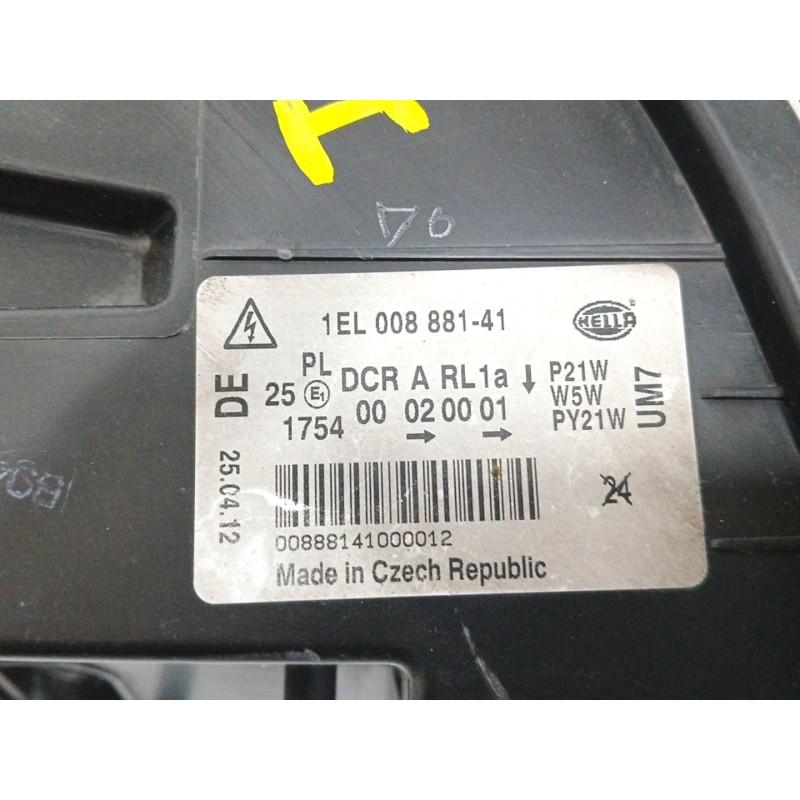 I
1EL 008 881-41
HELLA ®
DE
25.04.12
PL
25 E1 DCR A RL1a
1754 00 02 00 01
P21W
W5W
PY21W
UM7
24
00888141000012
Made in Czech Republic